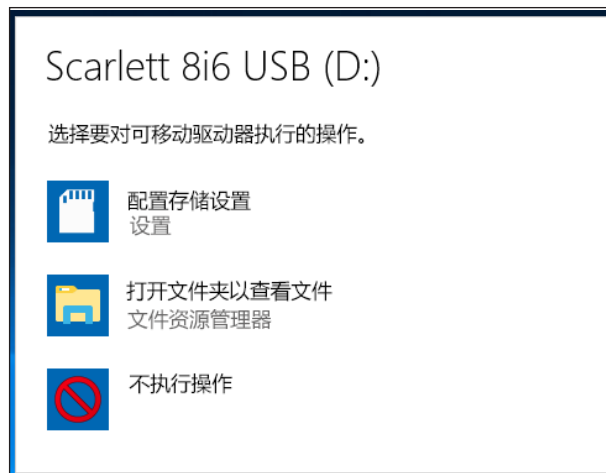 Scarlett 8i6 USB (D:)
选择要对可移动驱动器执行的操作。
配置存储设置
设置
打开文件夹以查看文件
文件资源管理器
不执行操作